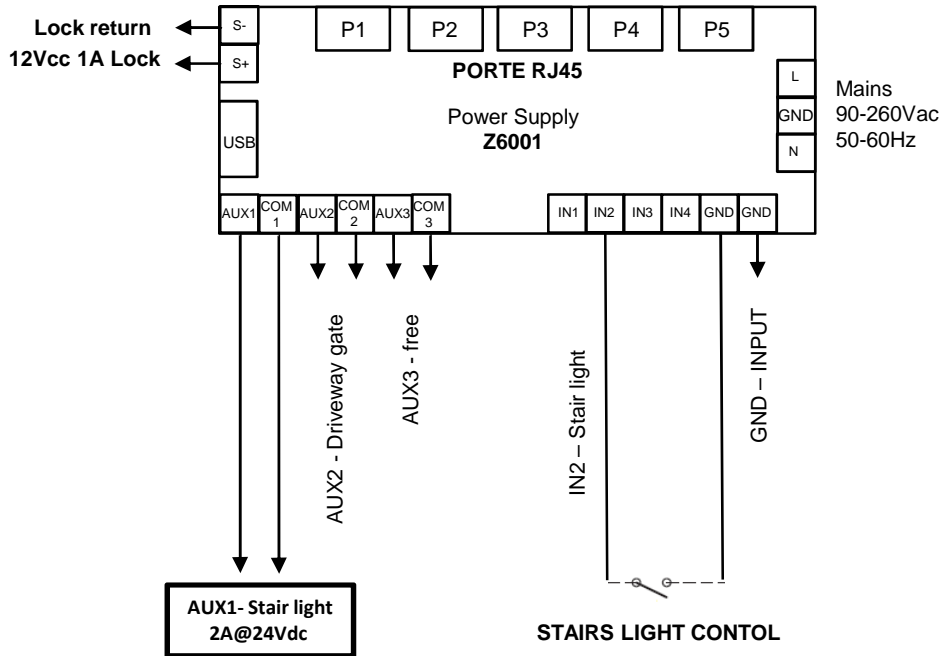 Lock return
12Vcc 1A Lock
S-
S+
USB
P1 P2 P3 P4 P5
PORTE RJ45
Power Supply
Z6001
L
GND
N
Mains
90-260Vac
50-60Hz
AUX1 COM 1 AUX2 COM 2 AUX3 COM 3
IN1 IN2 IN3 IN4 GND GND
AUX2 - Driveway gate
AUX3 - free
IN2 – Stair light
GND – INPUT
AUX1- Stair light
2A@24Vdc
STAIRS LIGHT CONTOL